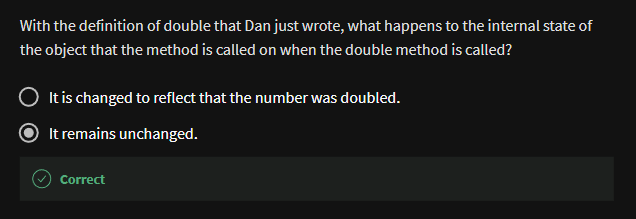 With the definition of double that Dan just wrote, what happens to the internal state of
the object that the method is called on when the double method is called?
It is changed to reflect that the number was doubled.
It remains unchanged.
Correct